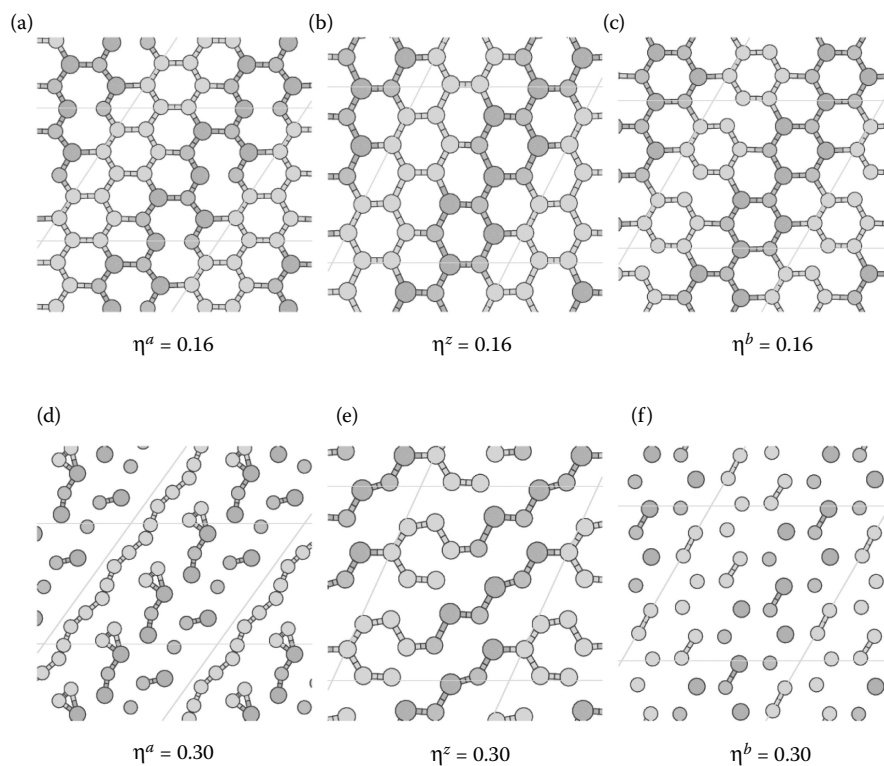 (a) (b) (c)
ηᵃ = 0.16 ηᶻ = 0.16 ηᵇ = 0.16
(d) (e) (f)
ηᵃ = 0.30 ηᶻ = 0.30 ηᵇ = 0.30